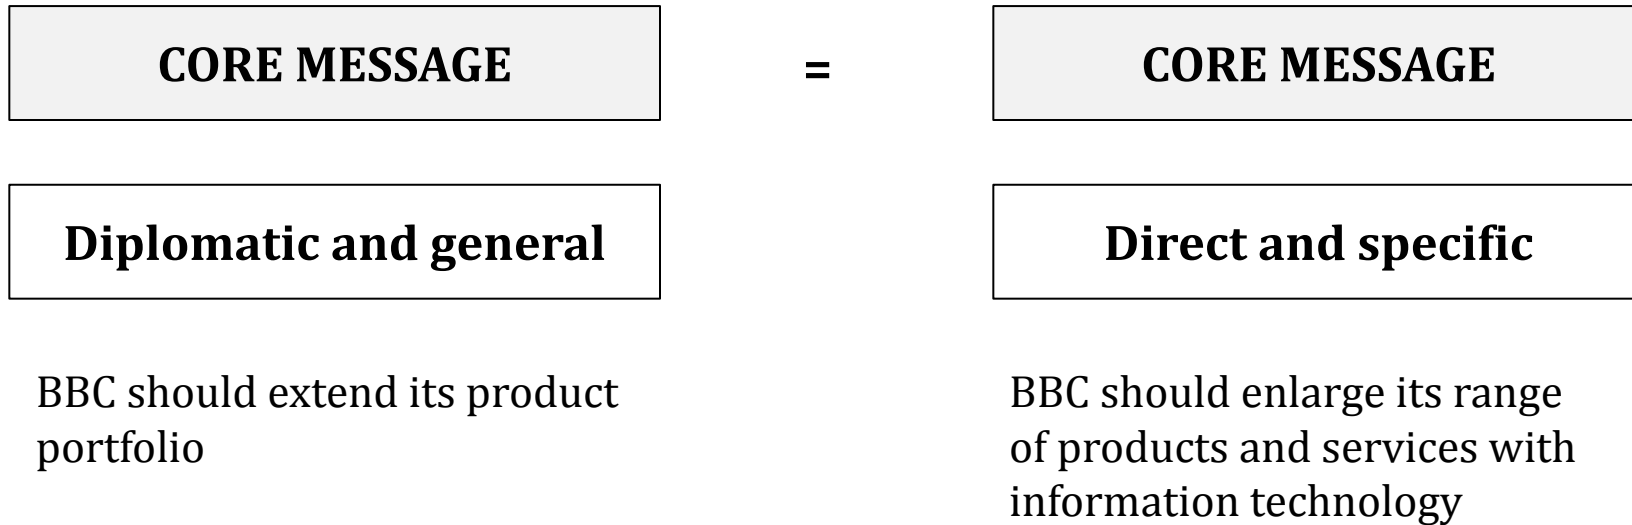 CORE MESSAGE = CORE MESSAGE
Diplomatic and general
Direct and specific
BBC should extend its product
portfolio
BBC should enlarge its range
of products and services with
information technology